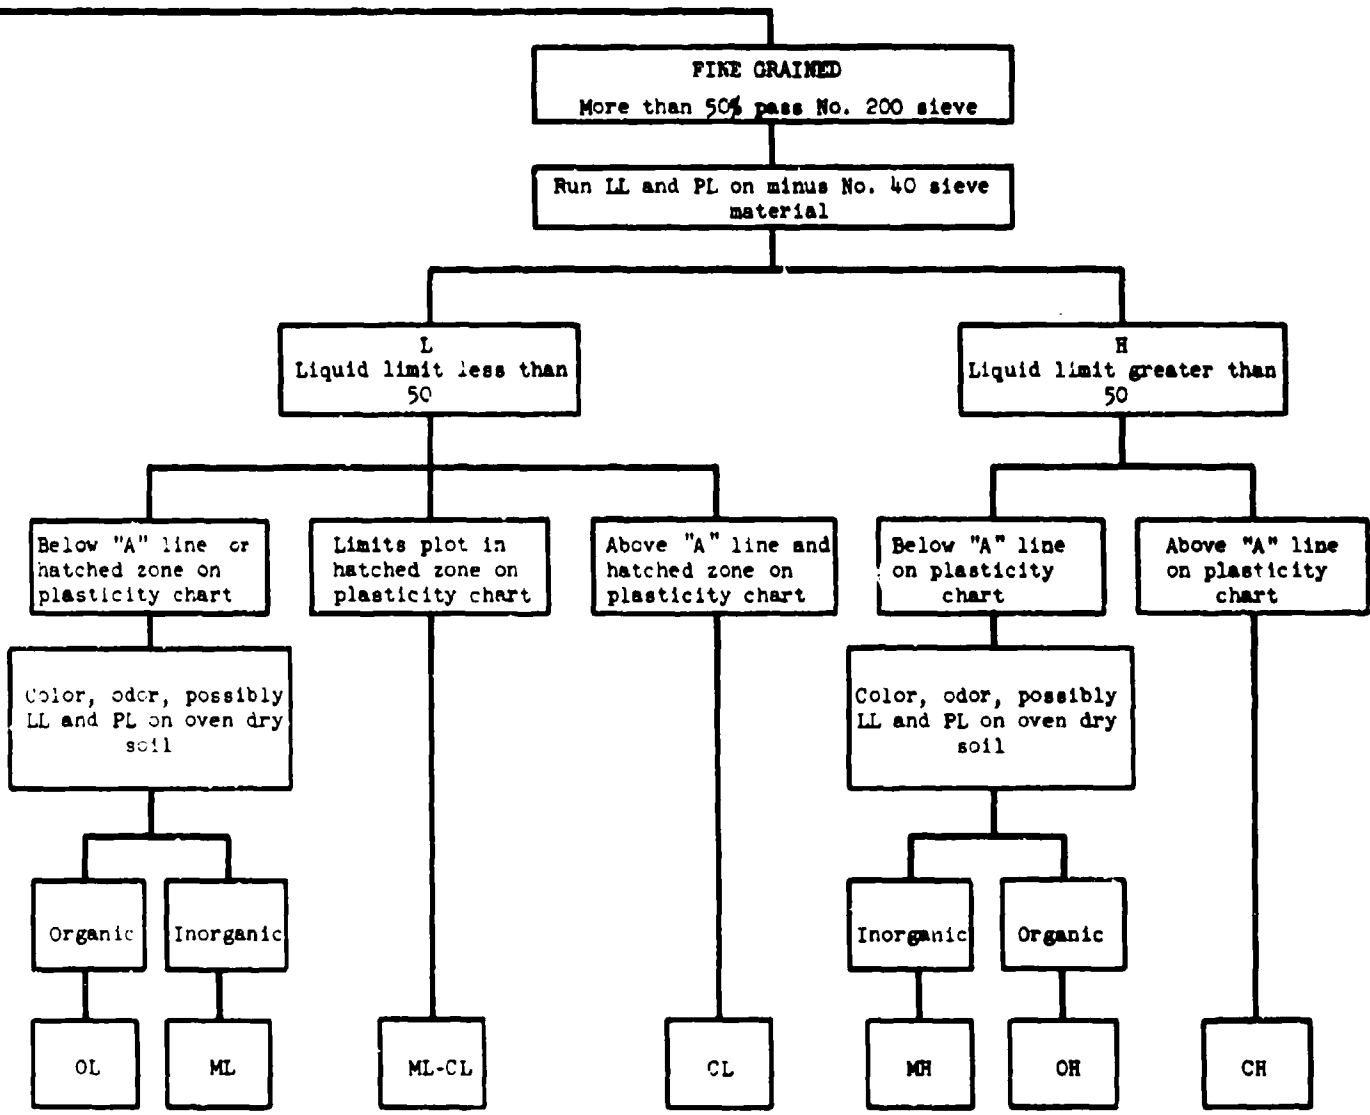 FINE GRAINED
More than 50% pass No. 200 sieve
Run LL and PL on minus No. 40 sieve
material
L
Liquid limit less than
50
H
Liquid limit greater than
50
Below "A" line or
hatched zone on
plasticity chart
Limits plot in
hatched zone on
plasticity chart
Above "A" line and
hatched zone on
plasticity chart
Below "A" line
on plasticity
chart
Above "A" line
on plasticity
chart
Color, odor, possibly
LL and PL on oven dry
soil
Color, odor, possibly
LL and PL on oven dry
soil
Organic
Inorganic
Inorganic
Organic
OL
ML
ML-CL
CL
MH
OH
CH